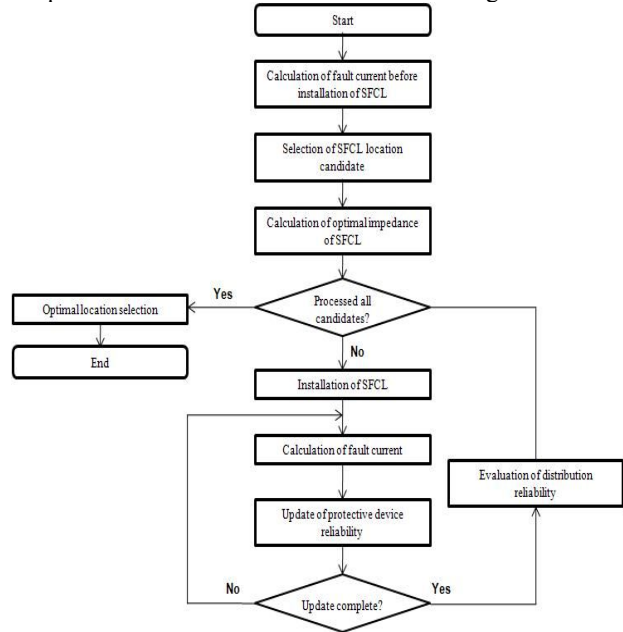 Start
Calculation of fault current before
installation of SFCL
Selection of SFCL location
candidate
Calculation of optimal impedance
of SFCL
Yes
Processed all
candidates?
Optimal location selection
End
No
Installation of SFCL
Calculation of fault current
Evaluation of distribution
reliability
Update of protective device
reliability
No
Yes
Update complete?